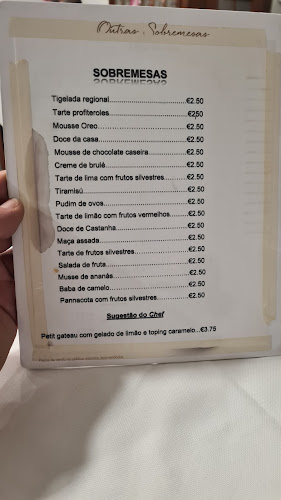 Outras Sobremesas
SOBREMESAS
Tigelada regional...................................€2.50
Tarte profiteroles...................................€2.50
Mousse Oreo.........................................€2.50
Doce da casa.........................................€2.50
Mousse de chocolate caseira...............€2.50
Creme de brulé......................................€2.50
Tarte de lima com frutos silvestres.......€2.50
Tiramisú.................................................€2.50
Pudim de ovos.......................................€2.50
Tarte de limão com frutos vermelhos......€2.50
Doce de Castanha..................................€2.50
Maça assada.........................................€2.50
Tarte de frutos silvestres.......................€2.50
Salada de fruta......................................€2.50
Musse de ananás...................................€2.50
Baba de camelo.....................................€2.50
Pannacota com frutos silvestres............€2.50
Sugestão do Chef
Petit gateau com gelado de limão e toping caramelo...€3.75